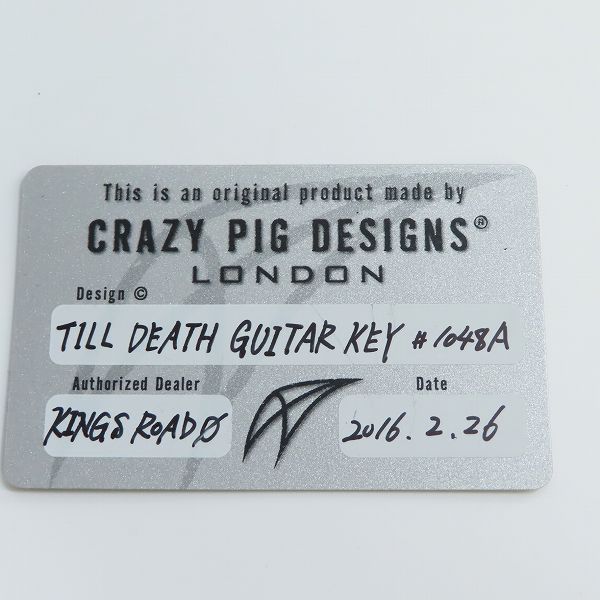 This is an original product made by
CRAZY PIG DESIGNS®
LONDON
Design ©
TILL DEATH GUITAR KEY #1048A
Authorized Dealer
KINGS ROAD Ø
Date
2016.2.26